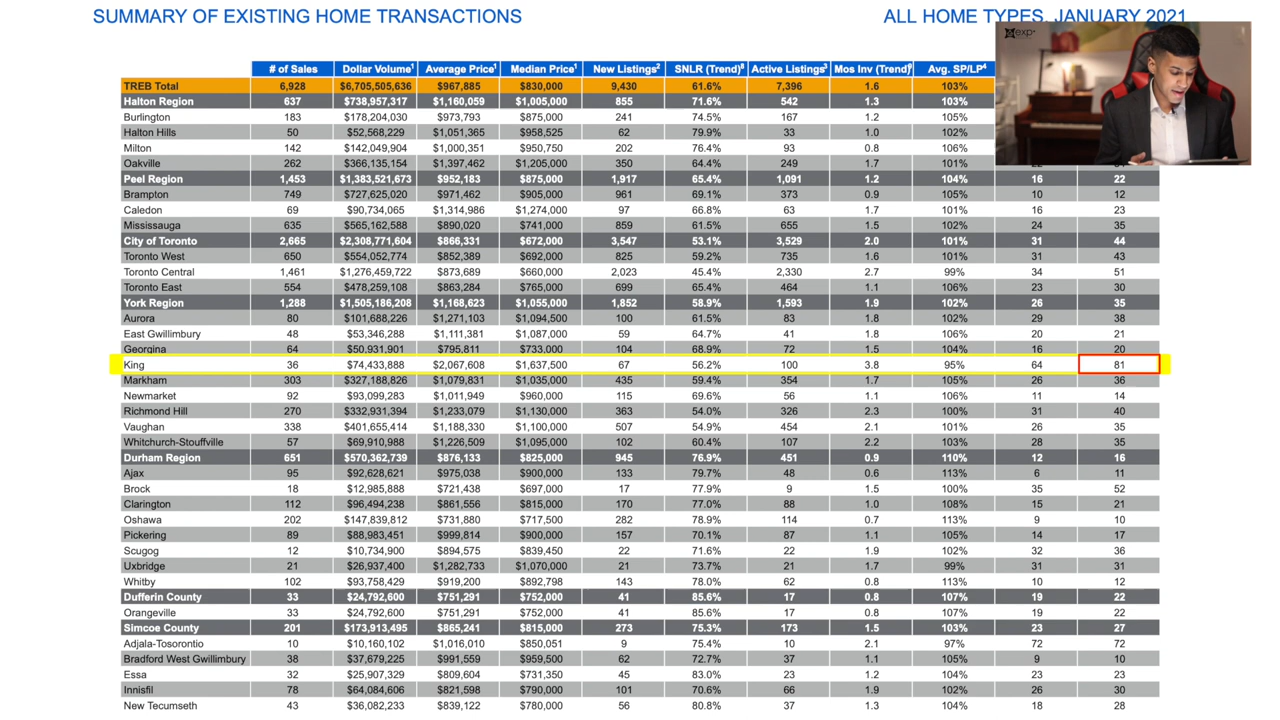 SUMMARY OF EXISTING HOME TRANSACTIONS ALL HOME TYPES, JANUARY 2021
exp
# of Sales Dollar Volume1 Average Price1 Median Price1 New Listings2 SNLR (Trend)8 Active Listings3 Mos Inv (Trend)9 Avg. SP/LP4
TREB Total 6,928 $6,705,505,636 $967,885 $830,000 9,430 61.6% 7,396 1.6 103%
Halton Region 637 $738,957,317 $1,160,059 $1,005,000 855 71.6% 542 1.3 103%
Burlington 183 $178,204,030 $973,793 $875,000 241 74.5% 167 1.2 105%
Halton Hills 50 $52,568,229 $1,051,365 $958,525 62 79.9% 33 1.0 102%
Milton 142 $142,049,904 $1,000,351 $950,750 202 76.4% 93 0.8 106%
Oakville 262 $366,135,154 $1,397,462 $1,205,000 350 64.4% 249 1.7 101%
Peel Region 1,453 $1,383,521,673 $952,183 $875,000 1,917 65.4% 1,091 1.2 104% 16 22
Brampton 749 $727,625,020 $971,462 $905,000 961 69.1% 373 0.9 105% 10 12
Caledon 69 $90,734,065 $1,314,986 $1,274,000 97 66.8% 63 1.7 101% 16 23
Mississauga 635 $565,162,588 $890,020 $741,000 859 61.5% 655 1.5 102% 24 35
City of Toronto 2,665 $2,308,771,604 $866,331 $672,000 3,547 53.1% 3,529 2.0 101% 31 44
Toronto West 650 $554,052,774 $852,389 $692,000 825 59.2% 735 1.6 101% 31 43
Toronto Central 1,461 $1,276,459,722 $873,689 $660,000 2,023 45.4% 2,330 2.7 99% 34 51
Toronto East 554 $478,259,108 $863,284 $765,000 699 65.4% 464 1.1 106% 23 30
York Region 1,288 $1,505,186,208 $1,168,623 $1,055,000 1,852 58.9% 1,593 1.9 102% 26 35
Aurora 80 $101,688,226 $1,271,103 $1,094,500 100 61.5% 83 1.8 102% 29 38
East Gwillimbury 48 $53,346,288 $1,111,381 $1,087,000 59 64.7% 41 1.8 106% 20 21
Georgina 64 $50,931,901 $795,811 $733,000 104 68.9% 72 1.5 104% 16 20
King 36 $74,433,888 $2,067,608 $1,637,500 67 56.2% 100 3.8 95% 64 81
Markham 303 $327,188,826 $1,079,831 $1,035,000 435 59.4% 354 1.7 105% 26 36
Newmarket 92 $93,099,283 $1,011,949 $960,000 115 69.6% 56 1.1 106% 11 14
Richmond Hill 270 $332,931,394 $1,233,079 $1,130,000 363 54.0% 326 2.3 100% 31 40
Vaughan 338 $401,655,414 $1,188,330 $1,100,000 507 54.9% 454 2.1 101% 26 35
Whitchurch-Stouffville 57 $69,910,988 $1,226,509 $1,095,000 102 60.4% 107 2.2 103% 28 35
Durham Region 651 $570,362,739 $876,133 $825,000 945 76.9% 451 0.9 110% 12 16
Ajax 95 $92,628,621 $975,038 $900,000 133 79.7% 48 0.6 113% 6 11
Brock 18 $12,985,888 $721,438 $697,000 17 77.9% 9 1.5 100% 35 52
Clarington 112 $96,494,238 $861,556 $815,000 170 77.0% 88 1.0 108% 15 21
Oshawa 202 $147,839,812 $731,880 $717,500 282 78.9% 114 0.7 113% 9 10
Pickering 89 $88,983,451 $999,814 $900,000 157 70.1% 87 1.1 105% 14 17
Scugog 12 $10,734,900 $894,575 $839,450 22 71.6% 22 1.9 102% 32 36
Uxbridge 21 $26,937,400 $1,282,733 $1,070,000 21 73.7% 21 1.7 99% 31 31
Whitby 102 $93,758,429 $919,200 $892,798 143 78.0% 62 0.8 113% 10 12
Dufferin County 33 $24,792,600 $751,291 $752,000 41 85.6% 17 0.8 107% 19 22
Orangeville 33 $24,792,600 $751,291 $752,000 41 85.6% 17 0.8 107% 19 22
Simcoe County 201 $173,913,495 $865,241 $815,000 273 75.3% 173 1.5 103% 23 27
Adjala-Tosorontio 10 $10,160,102 $1,016,010 $850,051 9 75.4% 10 2.1 97% 72 72
Bradford West Gwillimbury 38 $37,679,225 $991,559 $959,500 62 72.7% 37 1.1 105% 9 10
Essa 32 $25,907,329 $809,604 $731,350 45 83.0% 23 1.2 104% 23 23
Innisfil 78 $64,084,606 $821,598 $790,000 101 70.6% 66 1.9 102% 26 30
New Tecumseth 43 $36,082,233 $839,122 $780,000 56 80.8% 37 1.3 104% 18 28